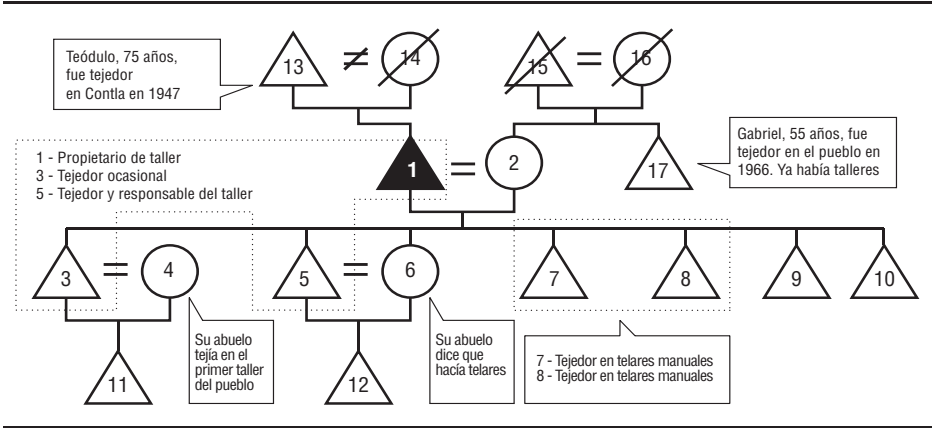 Teódulo, 75 años,
fue tejedor
en Contla en 1947
13
14
15
16
Gabriel, 55 años, fue
tejedor en el pueblo en
1966. Ya había talleres
1 - Propietario de taller
3 - Tejedor ocasional
5 - Tejedor y responsable del taller
1
2
17
3
4
5
6
7
8
9
10
Su abuelo
tejía en el
primer taller
del pueblo
Su abuelo
dice que
hacía telares
7 - Tejedor en telares manuales
8 - Tejedor en telares manuales
11
12